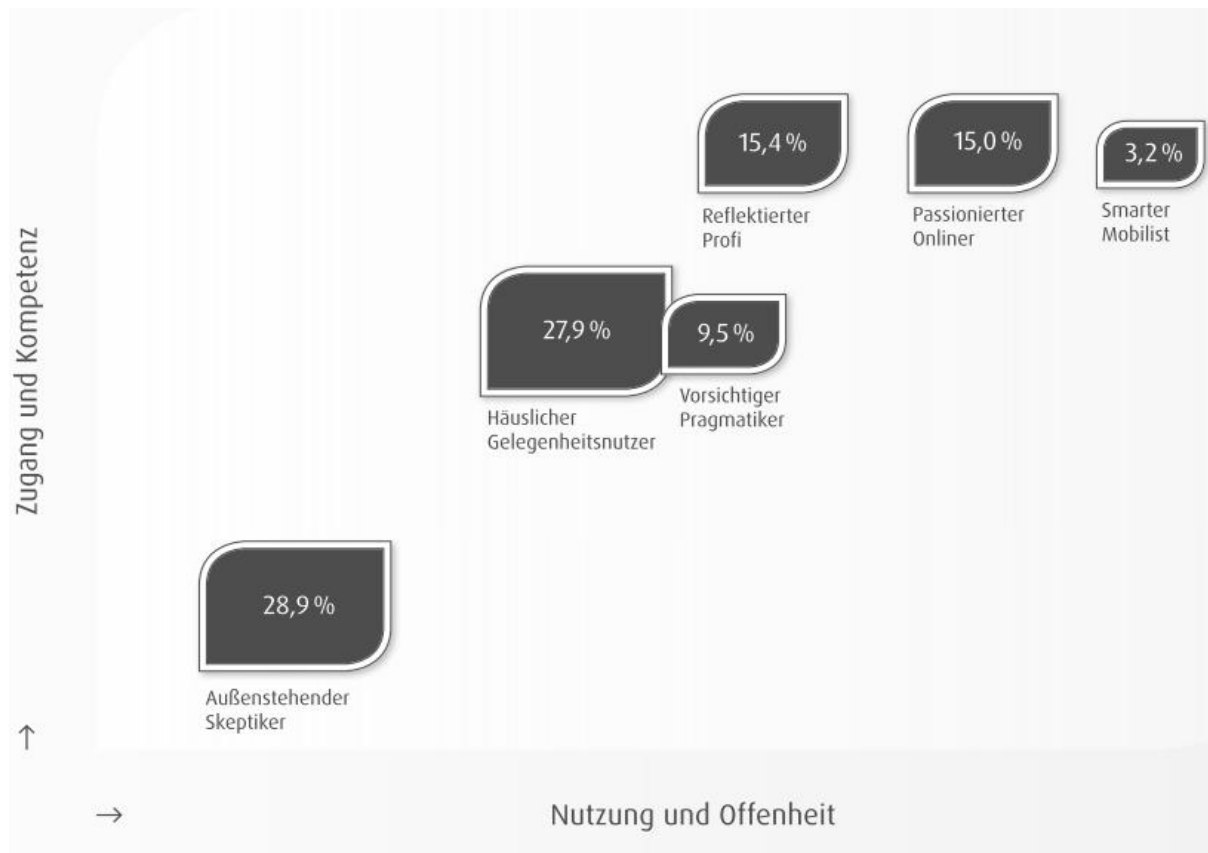 15,4 %
15,0 %
3,2 %
Reflektierter
Profi
Passionierter
Onliner
Smarter
Mobilist
27,9 %
9,5 %
Häuslicher
Gelegenheitsnutzer
Vorsichtiger
Pragmatiker
28,9 %
Außenstehender
Skeptiker
Zugang und Kompetenz
↑
→
Nutzung und Offenheit